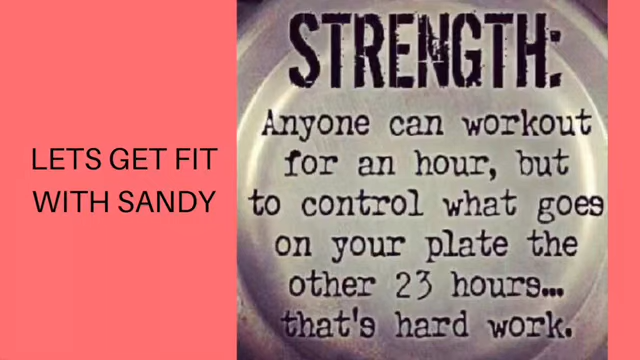 LETS GET FIT
WITH SANDY
STRENGTH:
Anyone can workout
for an hour, but
to control what goes
on your plate the
other 23 hours...
that's hard work.